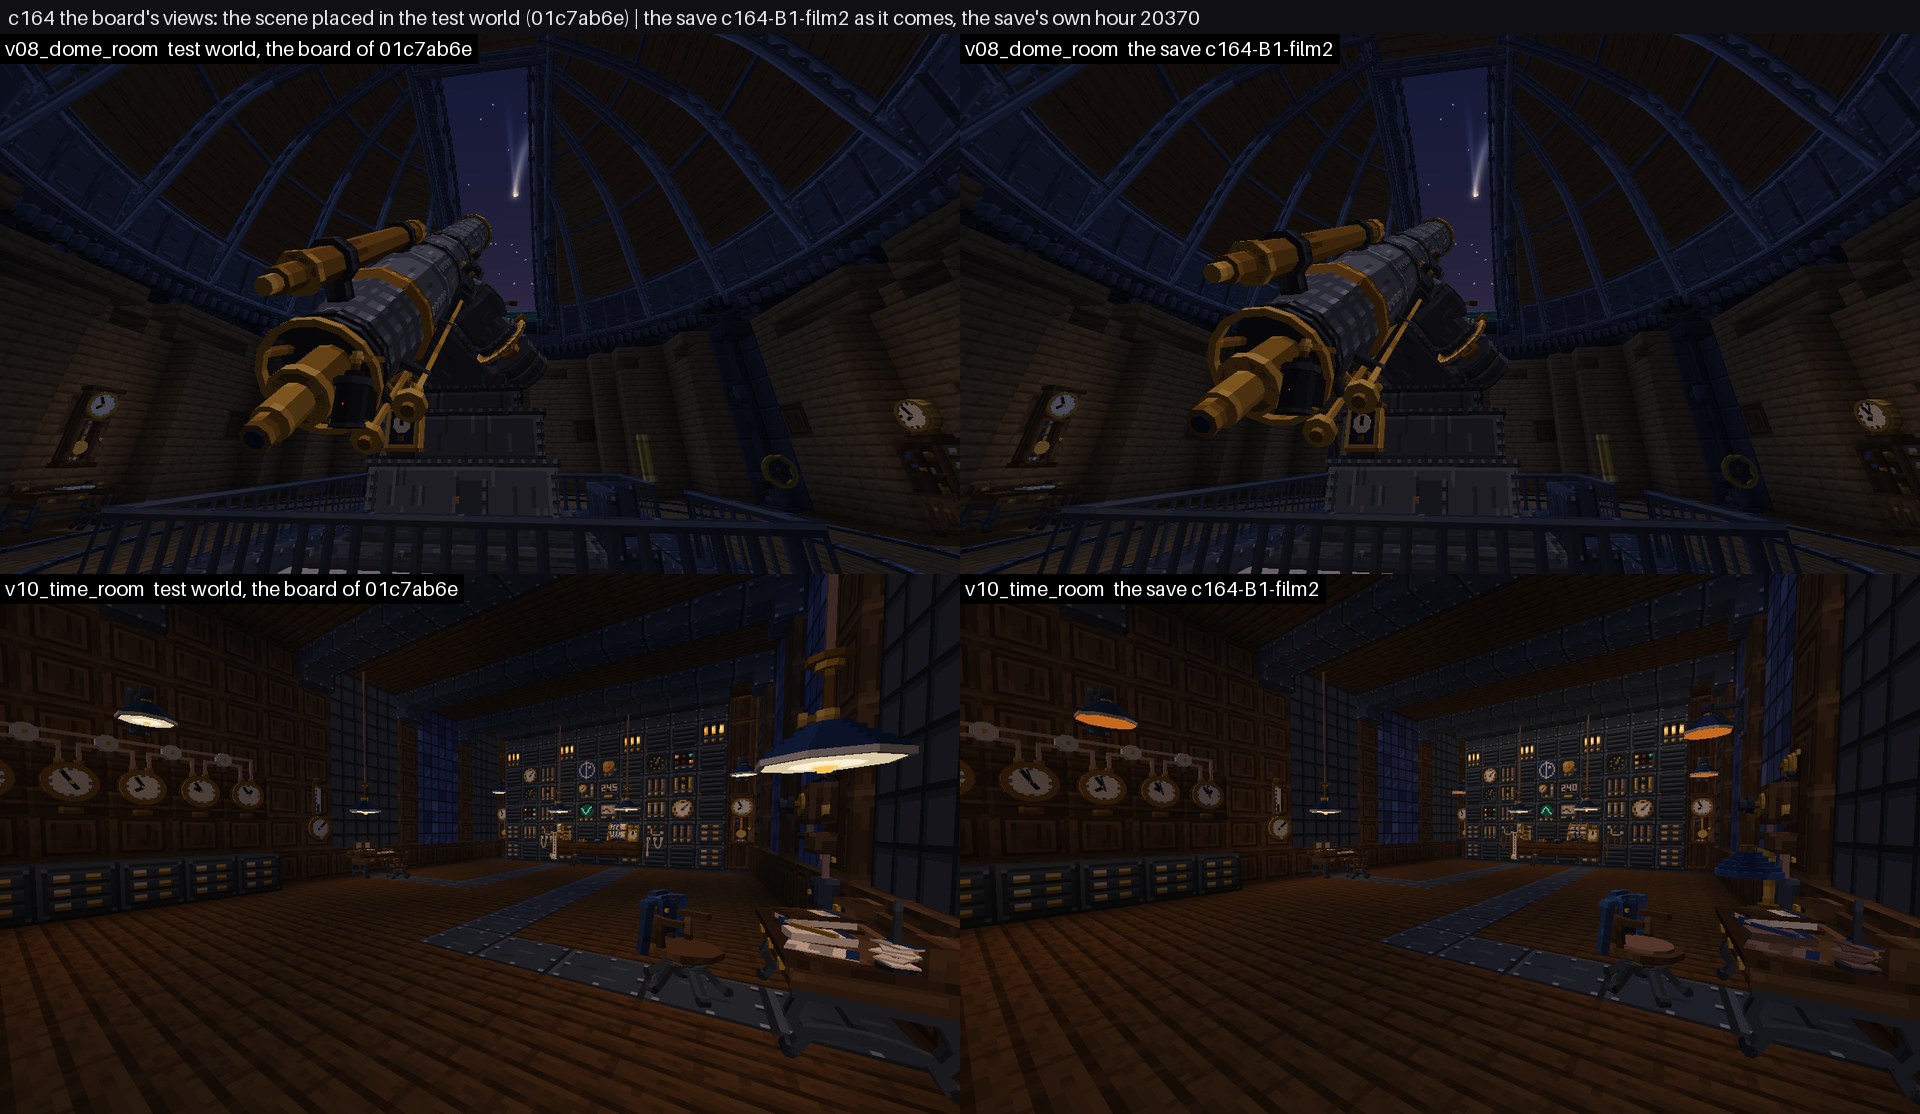 c164 the board's views: the scene placed in the test world (01c7ab6e) | the save c164-B1-film2 as it comes, the save's own hour 20370
v08_dome_room test world, the board of 01c7ab6e
v08_dome_room the save c164-B1-film2
v10_time_room test world, the board of 01c7ab6e
v10_time_room the save c164-B1-film2
245
240